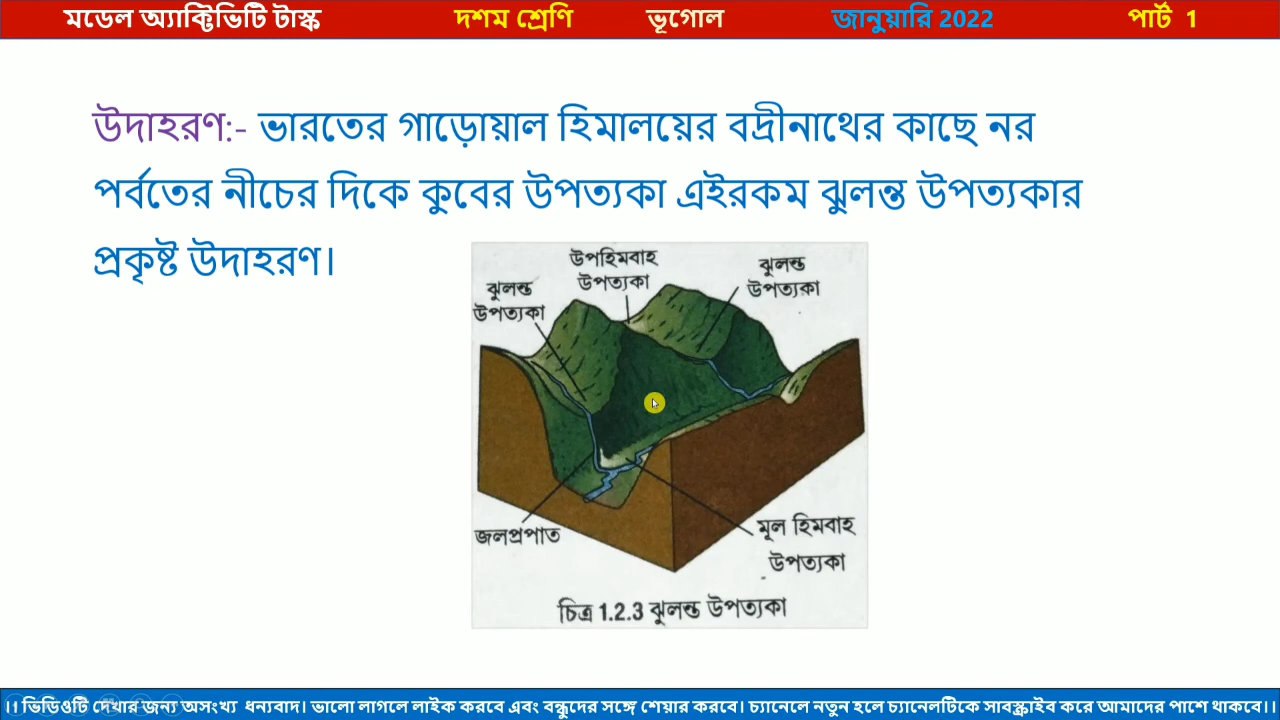 মডেল অ্যাক্টিভিটি টাস্ক দশম শ্রেণি ভূগোল জানুয়ারি 2022 পার্ট 1
উদাহরণ:- ভারতের গাড়োয়াল হিমালয়ের বদ্রীনাথের কাছে নর
পর্বতের নীচের দিকে কুবের উপত্যকা এইরকম ঝুলন্ত উপত্যকার
প্রকৃষ্ট উদাহরণ।
উপহিমবাহ
উপত্যকা
ঝুলন্ত
উপত্যকা
ঝুলন্ত
উপত্যকা
জলপ্রপাত
মূল হিমবাহ
উপত্যকা
চিত্র 1.2.3 ঝুলন্ত উপত্যকা
।। ভিডিওটি দেখার জন্য অসংখ্য ধন্যবাদ। ভালো লাগলে লাইক করবে এবং বন্ধুদের সঙ্গে শেয়ার করবে। চ্যানেলে নতুন হলে চ্যানেলটিকে সাবস্ক্রাইব করে আমাদের পাশে থাকবে।।